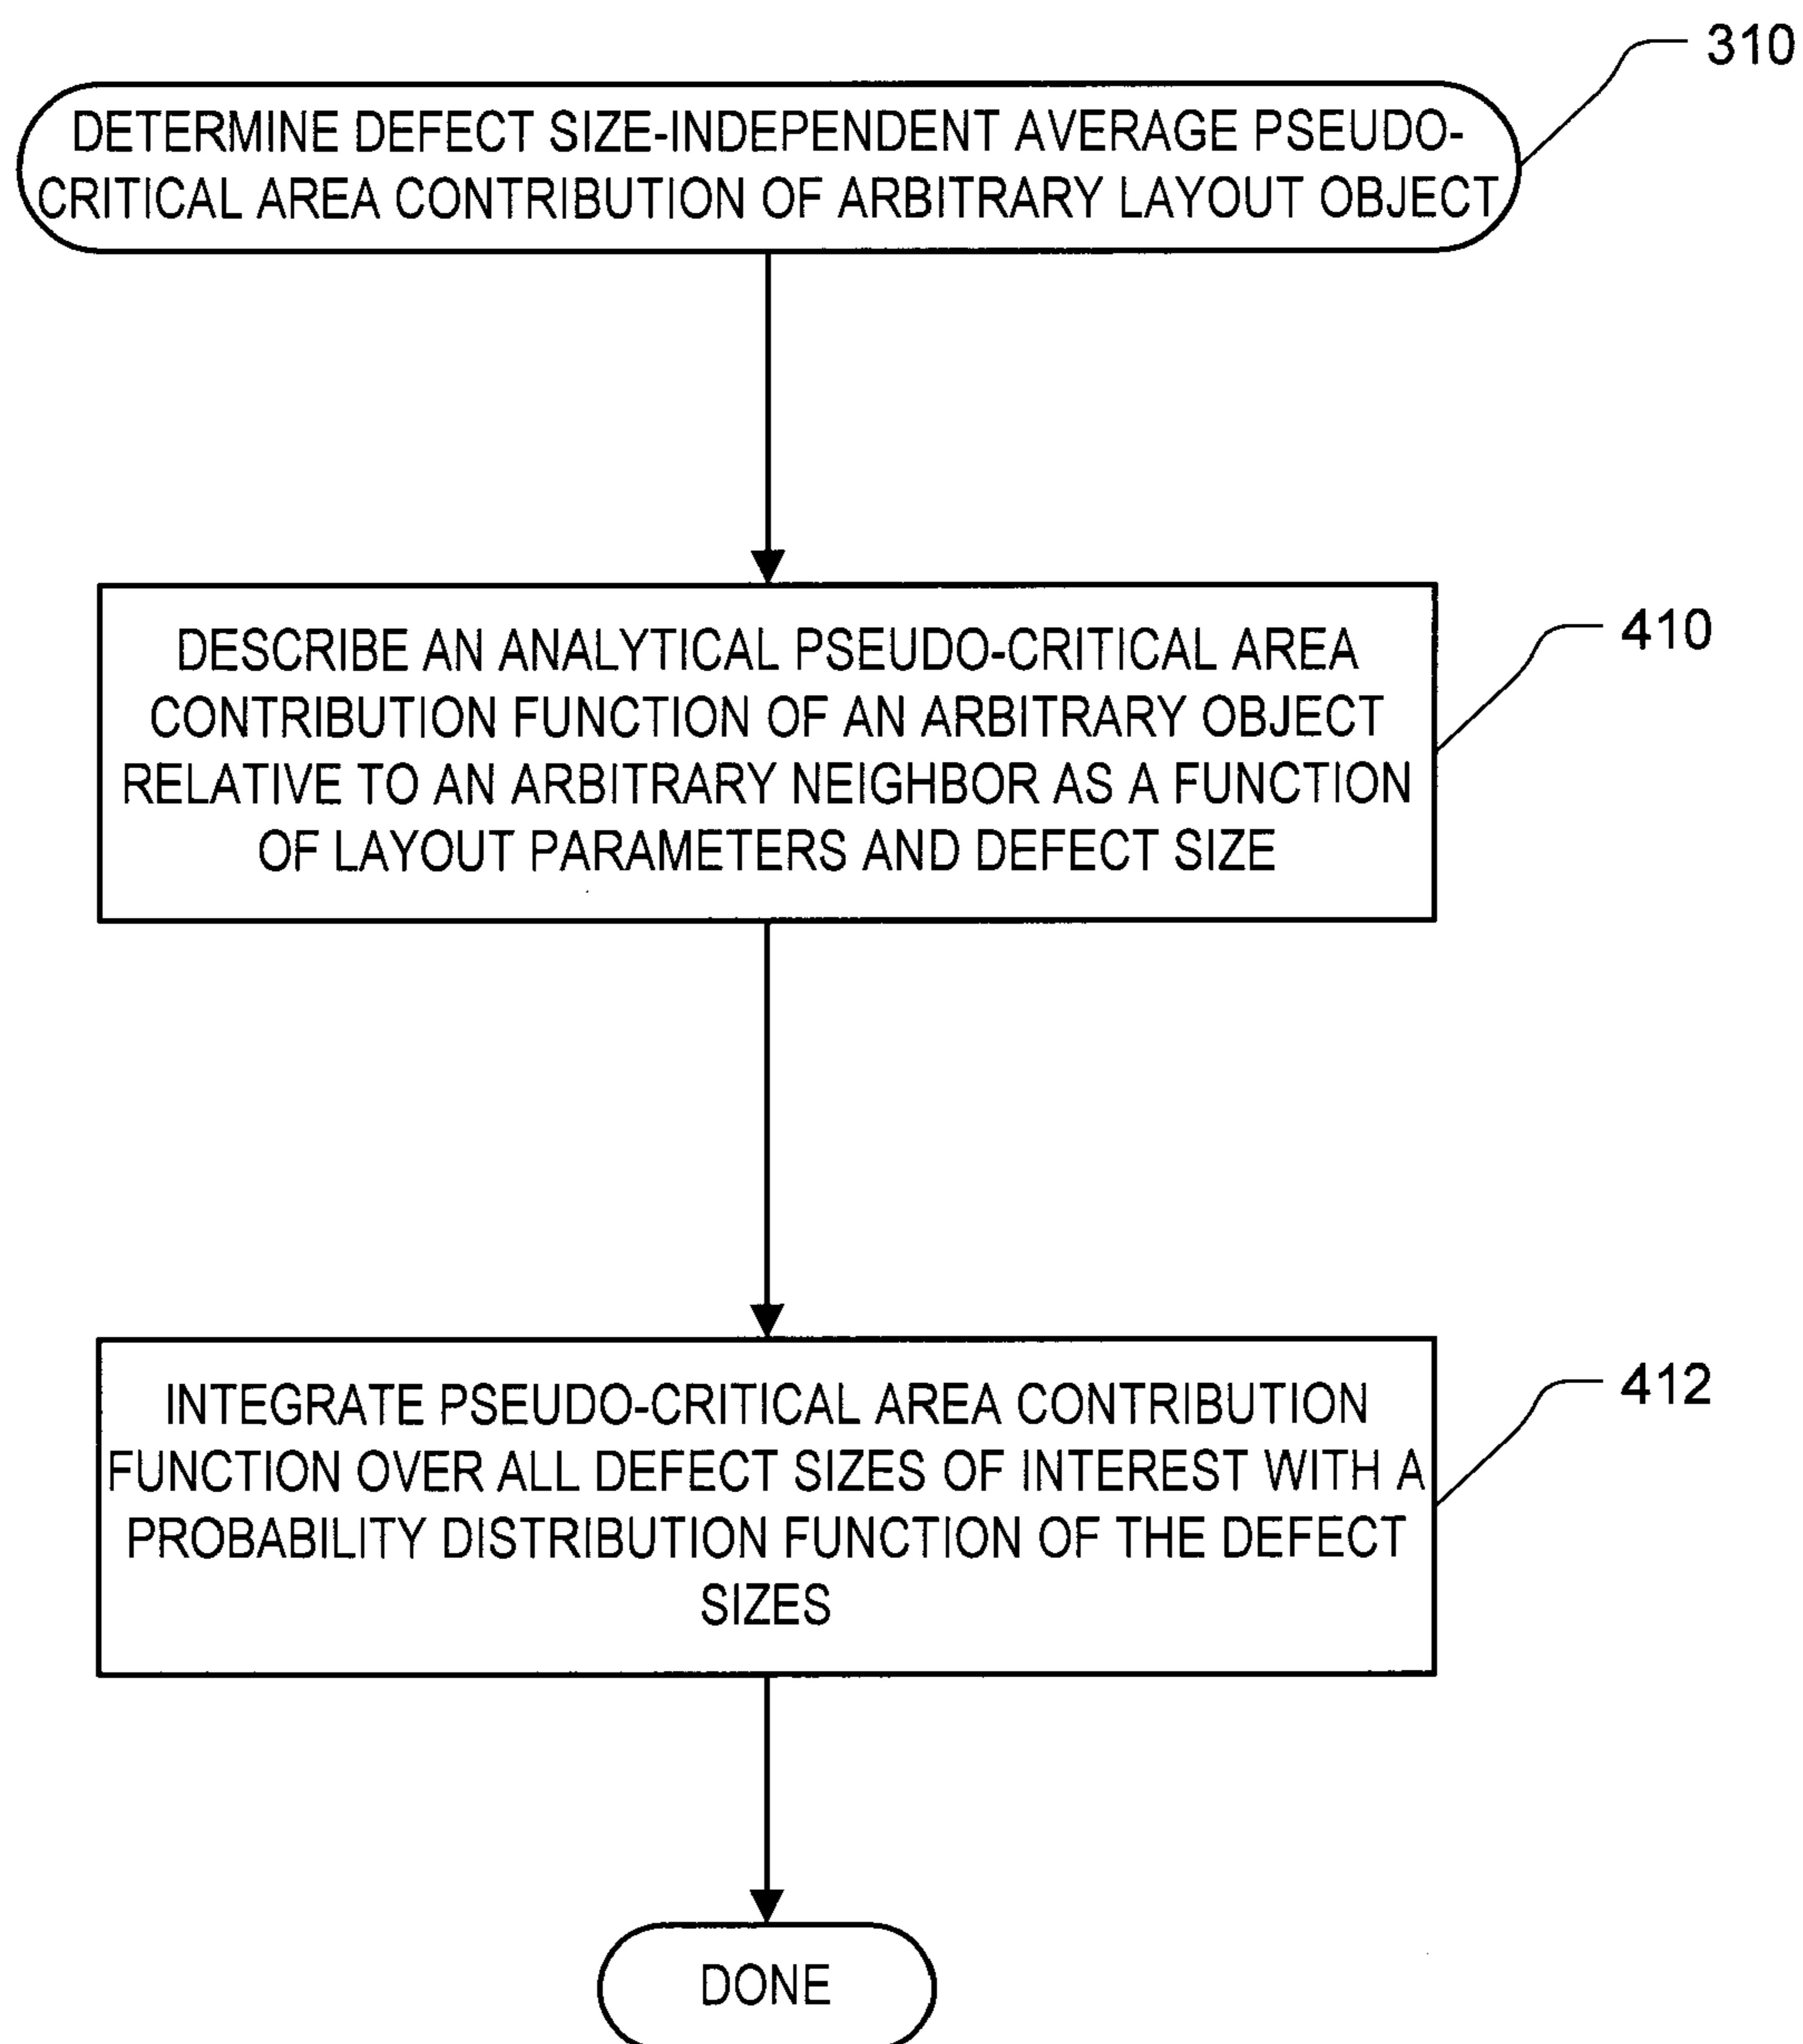 310
DETERMINE DEFECT SIZE-INDEPENDENT AVERAGE PSEUDO-
CRITICAL AREA CONTRIBUTION OF ARBITRARY LAYOUT OBJECT
DESCRIBE AN ANALYTICAL PSEUDO-CRITICAL AREA
CONTRIBUTION FUNCTION OF AN ARBITRARY OBJECT
RELATIVE TO AN ARBITRARY NEIGHBOR AS A FUNCTION
OF LAYOUT PARAMETERS AND DEFECT SIZE
410
INTEGRATE PSEUDO-CRITICAL AREA CONTRIBUTION
FUNCTION OVER ALL DEFECT SIZES OF INTEREST WITH A
PROBABILITY DISTRIBUTION FUNCTION OF THE DEFECT
SIZES
412
DONE